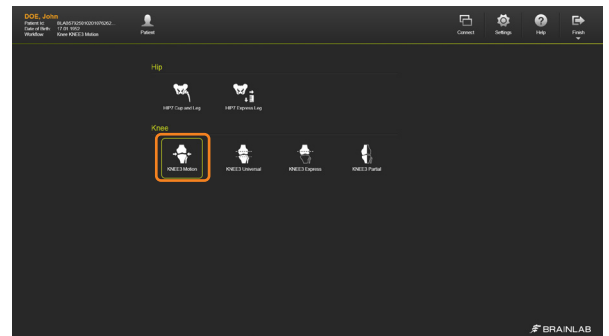 DOE, John
Patient Id:
Date of Birth: 17.01.1952
Workflow: Knee KNEE3 Motion
Patient
Connect
Settings
Help
Finish
Hip
HIP7 Cup and Leg
HIP7 Express Leg
Knee
KNEE3 Motion
KNEE3 Universal
KNEE3 Express
KNEE3 Partial
BRAINLAB